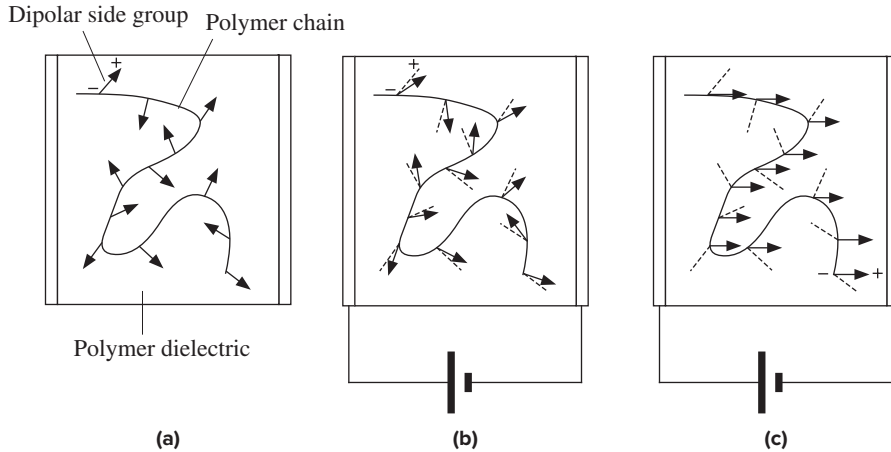 Dipolar side group
Polymer chain
+
−
+
−
− +
Polymer dielectric
(a)
(b)
(c)